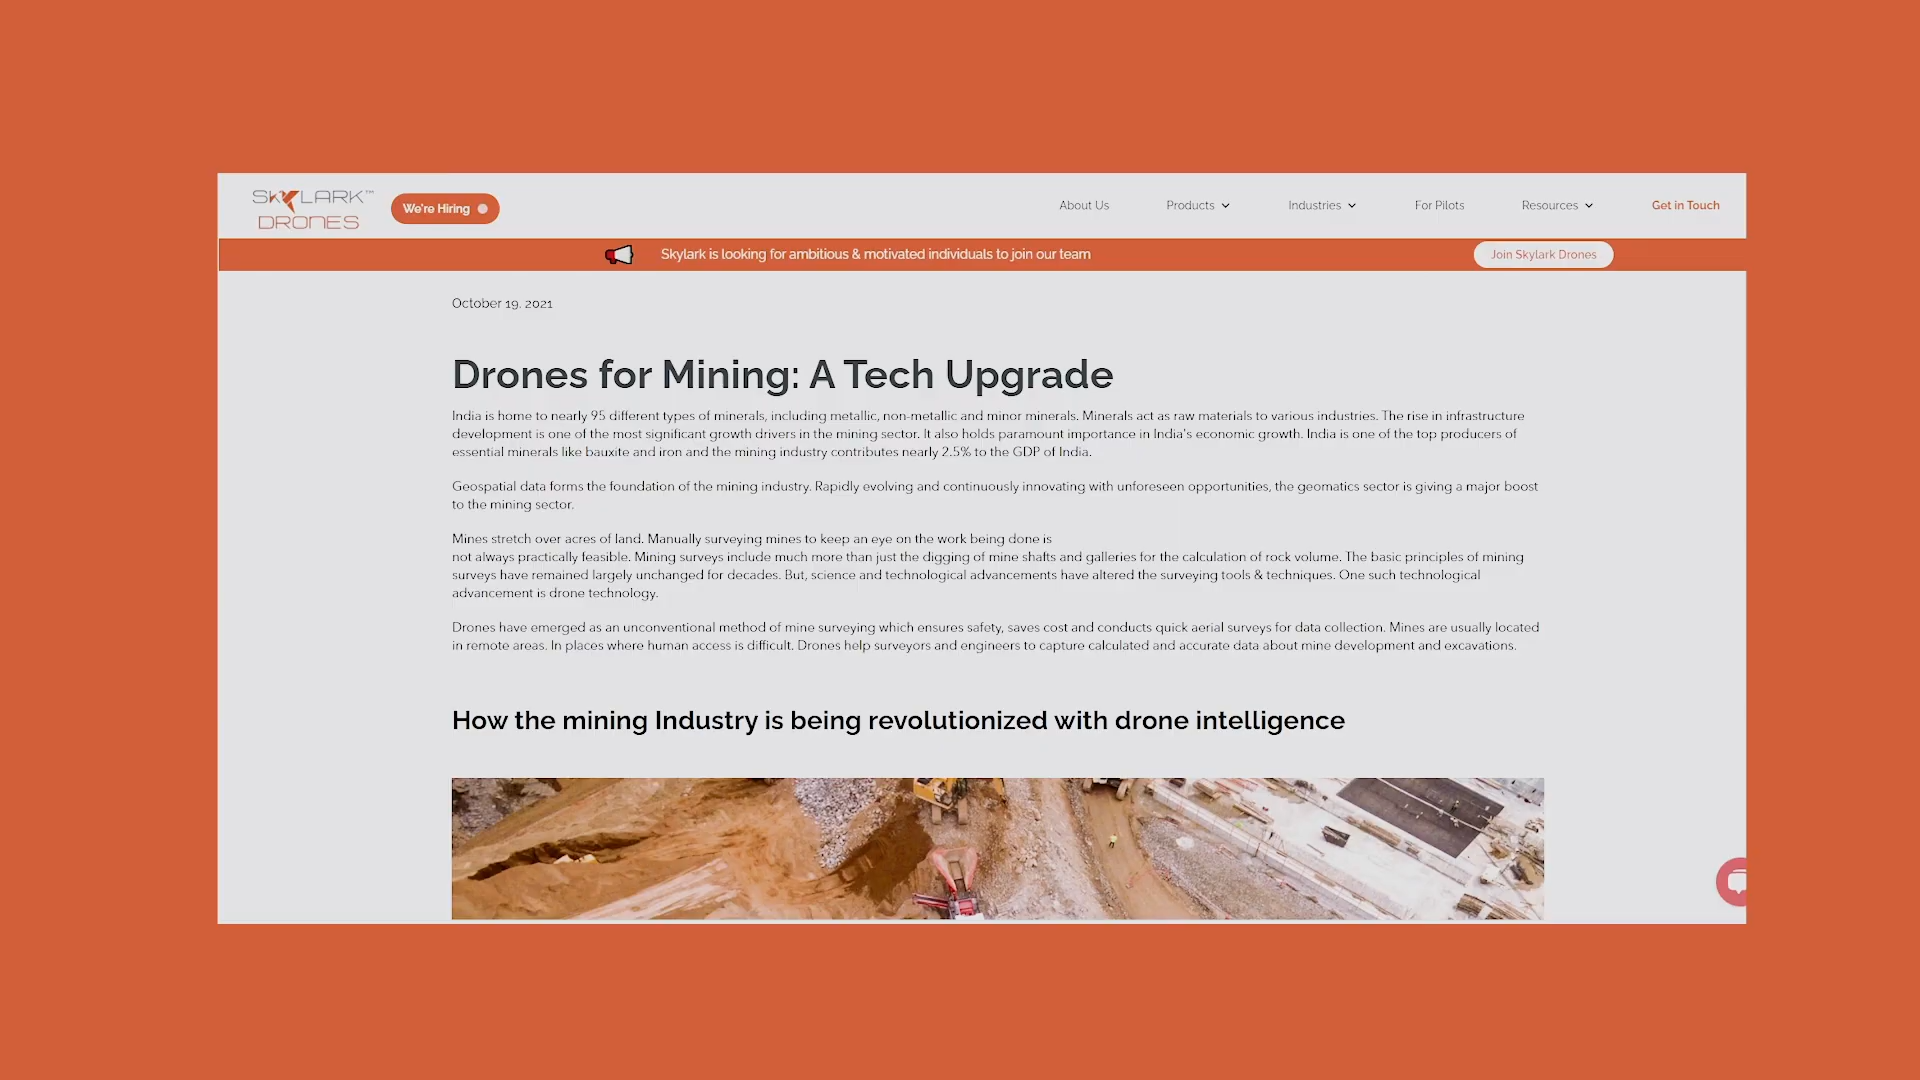 SKYLARK™
DRONES
We're Hiring
About Us
Products
Industries
For Pilots
Resources
Get in Touch
Skylark is looking for ambitious & motivated individuals to join our team
Join Skylark Drones
October 19, 2021
Drones for Mining: A Tech Upgrade
India is home to nearly 95 different types of minerals, including metallic, non-metallic and minor minerals. Minerals act as raw materials to various industries. The rise in infrastructure
development is one of the most significant growth drivers in the mining sector. It also holds paramount importance in India's economic growth. India is one of the top producers of
essential minerals like bauxite and iron and the mining industry contributes nearly 2.5% to the GDP of India.
Geospatial data forms the foundation of the mining industry. Rapidly evolving and continuously innovating with unforeseen opportunities, the geomatics sector is giving a major boost
to the mining sector.
Mines stretch over acres of land. Manually surveying mines to keep an eye on the work being done is
not always practically feasible. Mining surveys include much more than just the digging of mine shafts and galleries for the calculation of rock volume. The basic principles of mining
surveys have remained largely unchanged for decades. But, science and technological advancements have altered the surveying tools & techniques. One such technological
advancement is drone technology.
Drones have emerged as an unconventional method of mine surveying which ensures safety, saves cost and conducts quick aerial surveys for data collection. Mines are usually located
in remote areas. In places where human access is difficult. Drones help surveyors and engineers to capture calculated and accurate data about mine development and excavations.
How the mining Industry is being revolutionized with drone intelligence